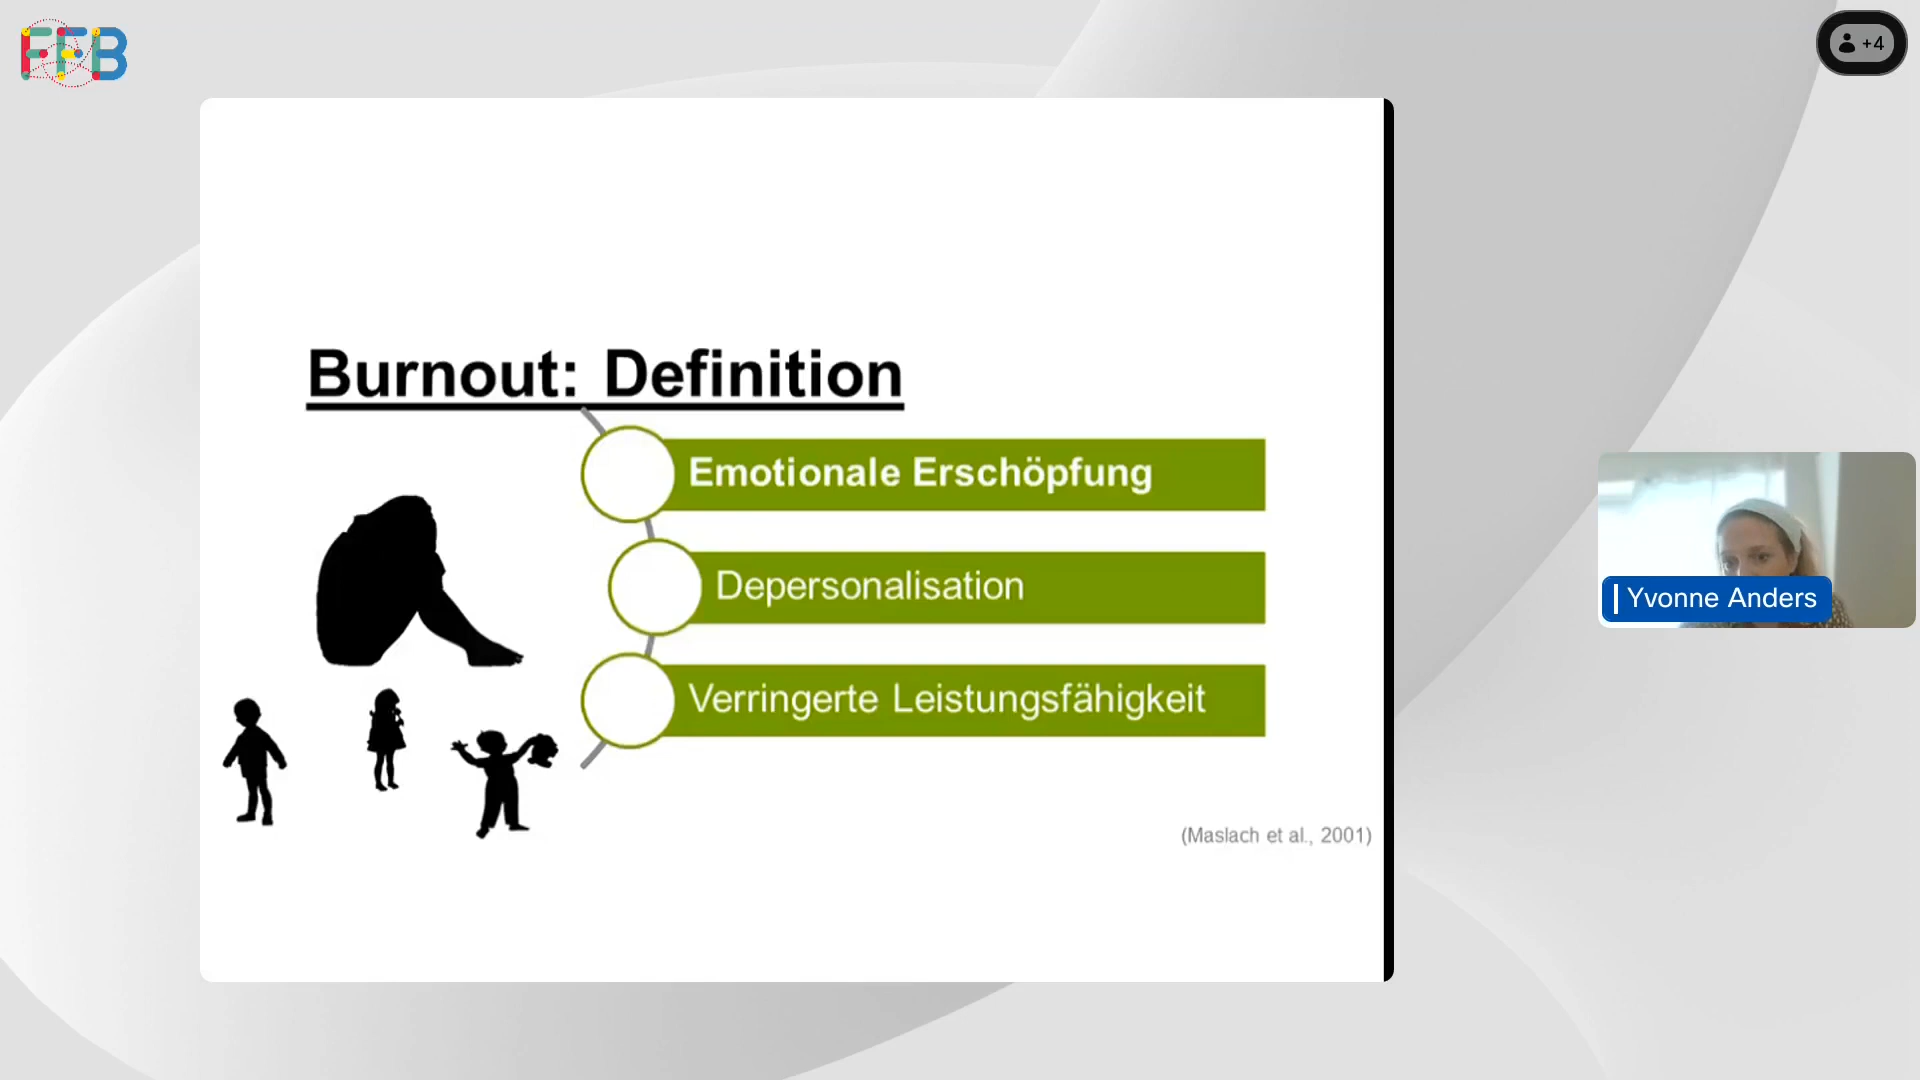 FFB
+4
Burnout: Definition
Emotionale Erschöpfung
Depersonalisation
Verringerte Leistungsfähigkeit
(Maslach et al., 2001)
Yvonne Anders